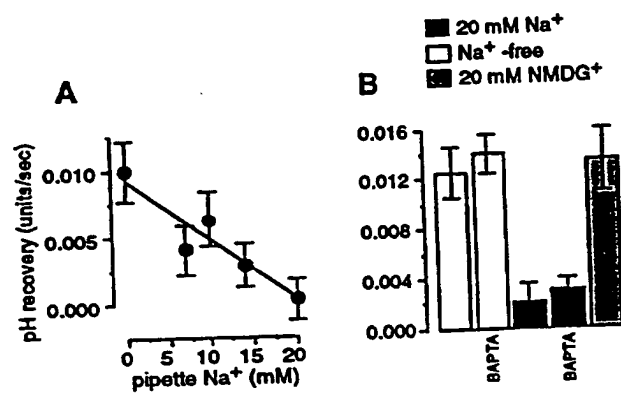 20 mM Na+
Na+ -free
20 mM NMDG+
A
B
pH recovery (units/sec)
0.010
0.005
0.000
0
5
10
15
20
pipette Na+ (mM)
0.016
0.012
0.008
0.004
0.000
BAPTA
BAPTA